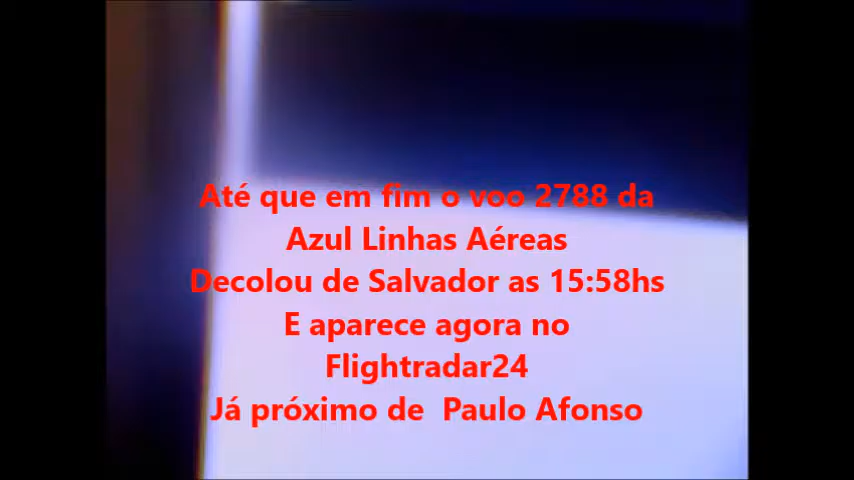 Até que em fim o voo 2788 da
Azul Linhas Aéreas
Decolou de Salvador as 15:58hs
E aparece agora no
Flightradar24
Já próximo de  Paulo Afonso